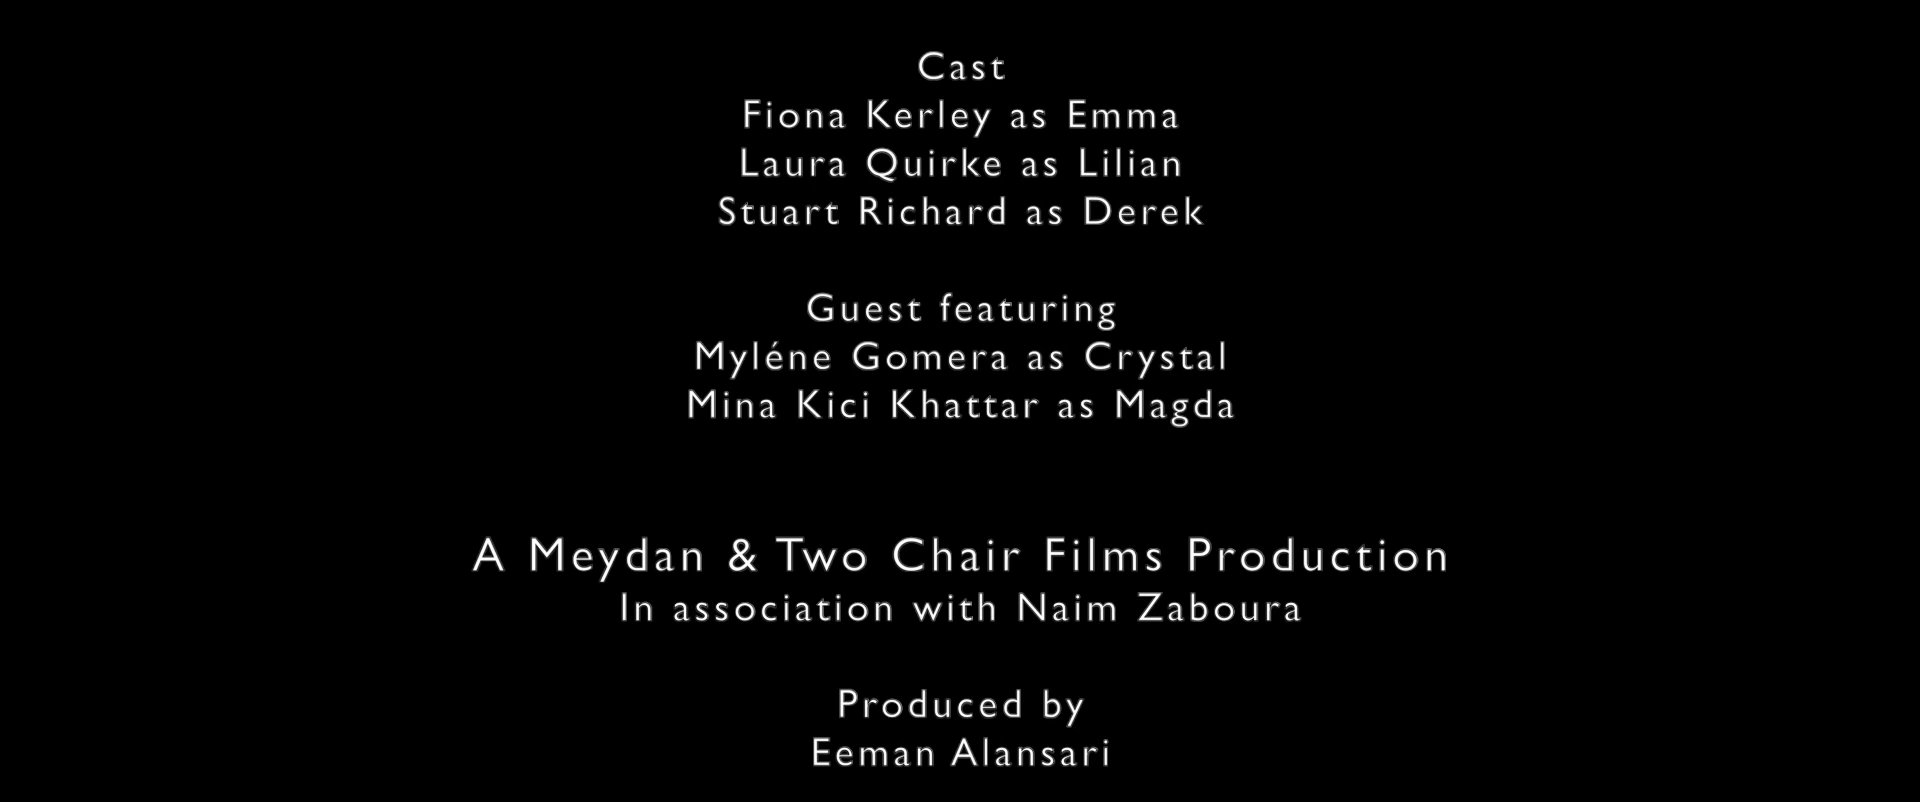 Cast
Fiona Kerley as Emma
Laura Quirke as Lilian
Stuart Richard as Derek
Guest featuring
Myléne Gomera as Crystal
Mina Kici Khattar as Magda
A Meydan & Two Chair Films Production
In association with Naim Zaboura
Produced by
Eeman Alansari